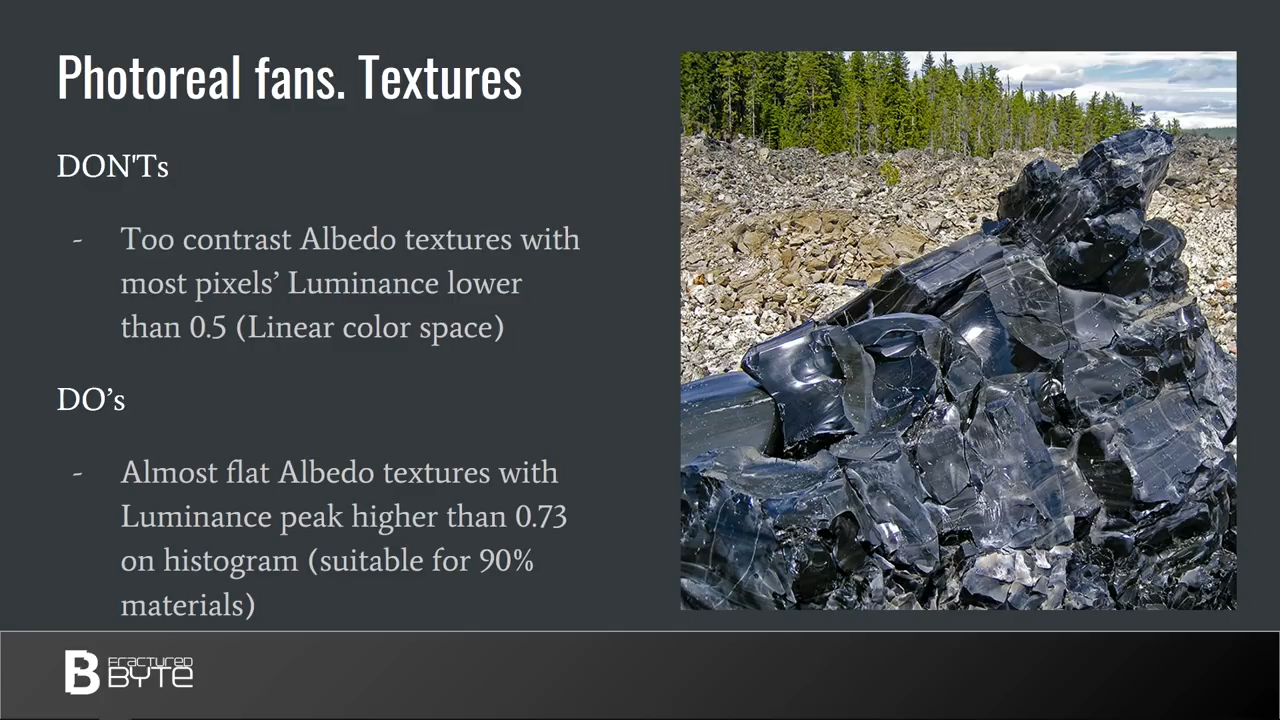 Photoreal fans. Textures
DON'Ts
- Too contrast Albedo textures with
most pixels’ Luminance lower
than 0.5 (Linear color space)
DO’s
- Almost flat Albedo textures with
Luminance peak higher than 0.73
on histogram (suitable for 90%
materials)
B FracTured
BYTe